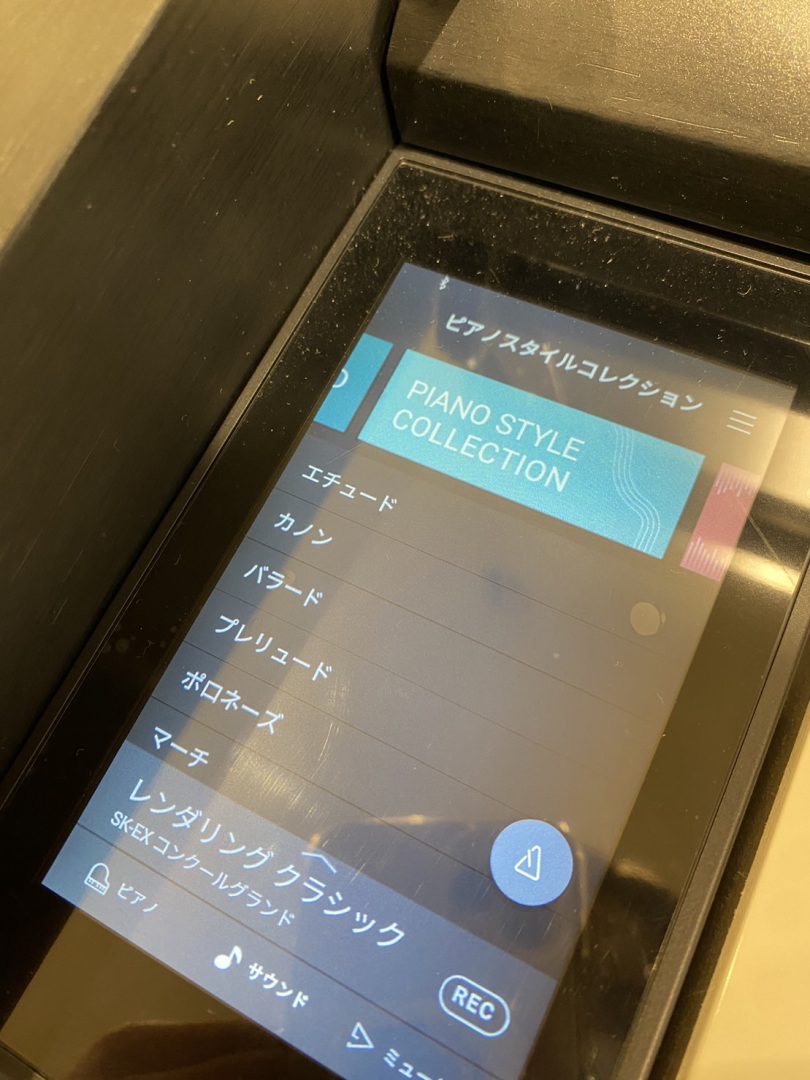 ピアノスタイルコレクション
PIANO STYLE
COLLECTION
エチュード
カノン
バラード
プレリュード
ポロネーズ
マーチ
レンダリング クラシック
SK-EX コンクールグランド
REC
ピアノ
サウンド
ミュー